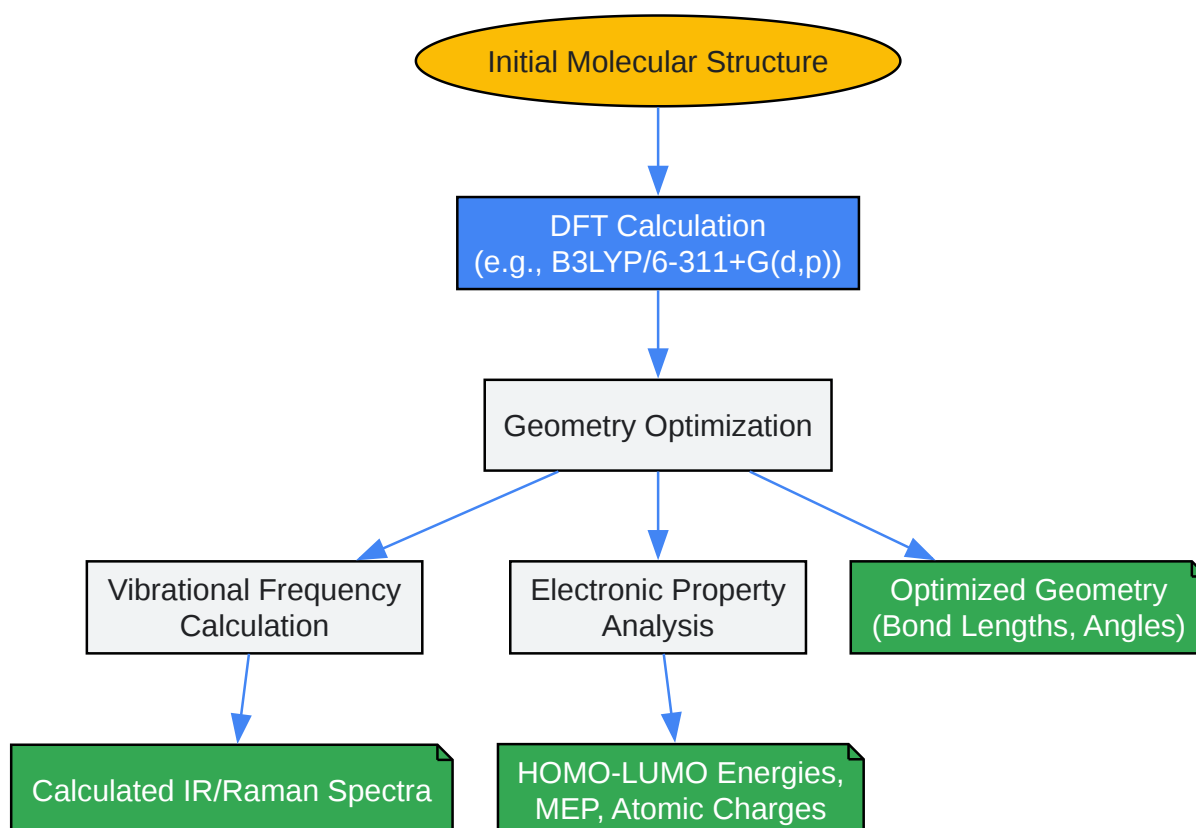 Initial Molecular Structure
DFT Calculation
(e.g., B3LYP/6-311+G(d,p))
Geometry Optimization
Vibrational Frequency
Calculation
Electronic Property
Analysis
Optimized Geometry
(Bond Lengths, Angles)
Calculated IR/Raman Spectra
HOMO-LUMO Energies,
MEP, Atomic Charges